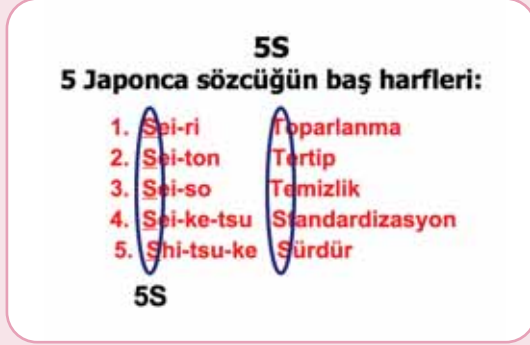 5S
5 Japonca sözcüğün baş harfleri:
1. Sei-ri Toparlanma
2. Sei-ton Tertip
3. Sei-so Temizlik
4. Sei-ke-tsu Standardizasyon
5. Shi-tsu-ke Sürdür
5S